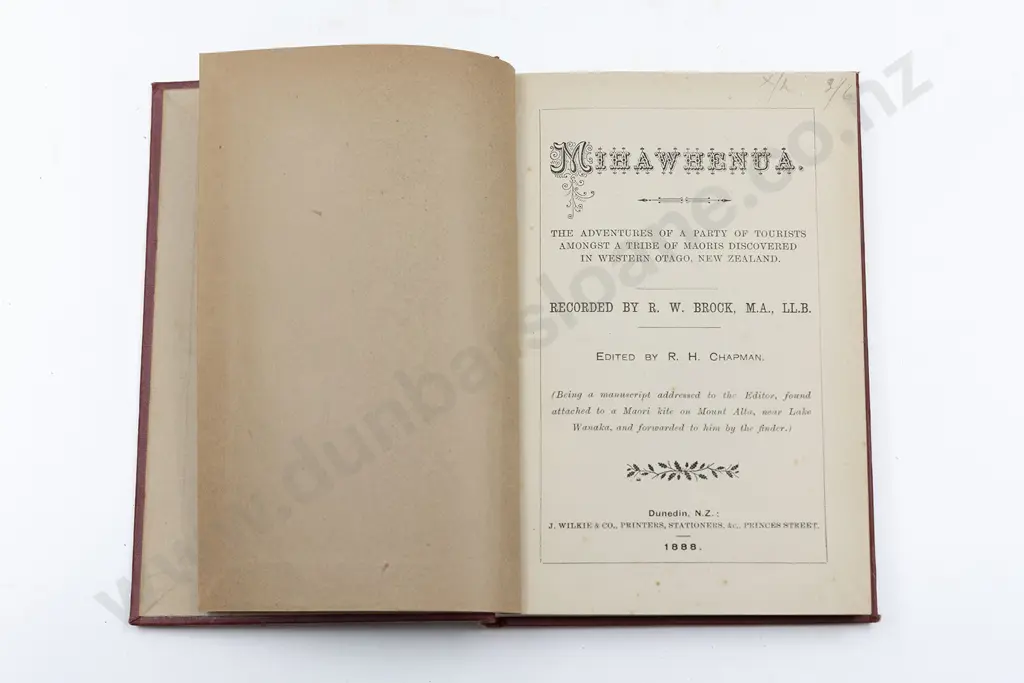 X/2 3/6
MIHAWHENUA.
THE ADVENTURES OF A PARTY OF TOURISTS
AMONGST A TRIBE OF MAORIS DISCOVERED
IN WESTERN OTAGO, NEW ZEALAND.
RECORDED BY R. W. BROCK, M.A., LL.B.
EDITED BY R. H. CHAPMAN.
(Being a manuscript addressed to the Editor, found
attached to a Maori kite on Mount Alta, near Lake
Wanaka, and forwarded to him by the finder.)
Dunedin, N.Z.:
J. WILKIE & CO., PRINTERS, STATIONERS, &c., PRINCES STREET.
1888.
www.dunbarsloane.co.nz